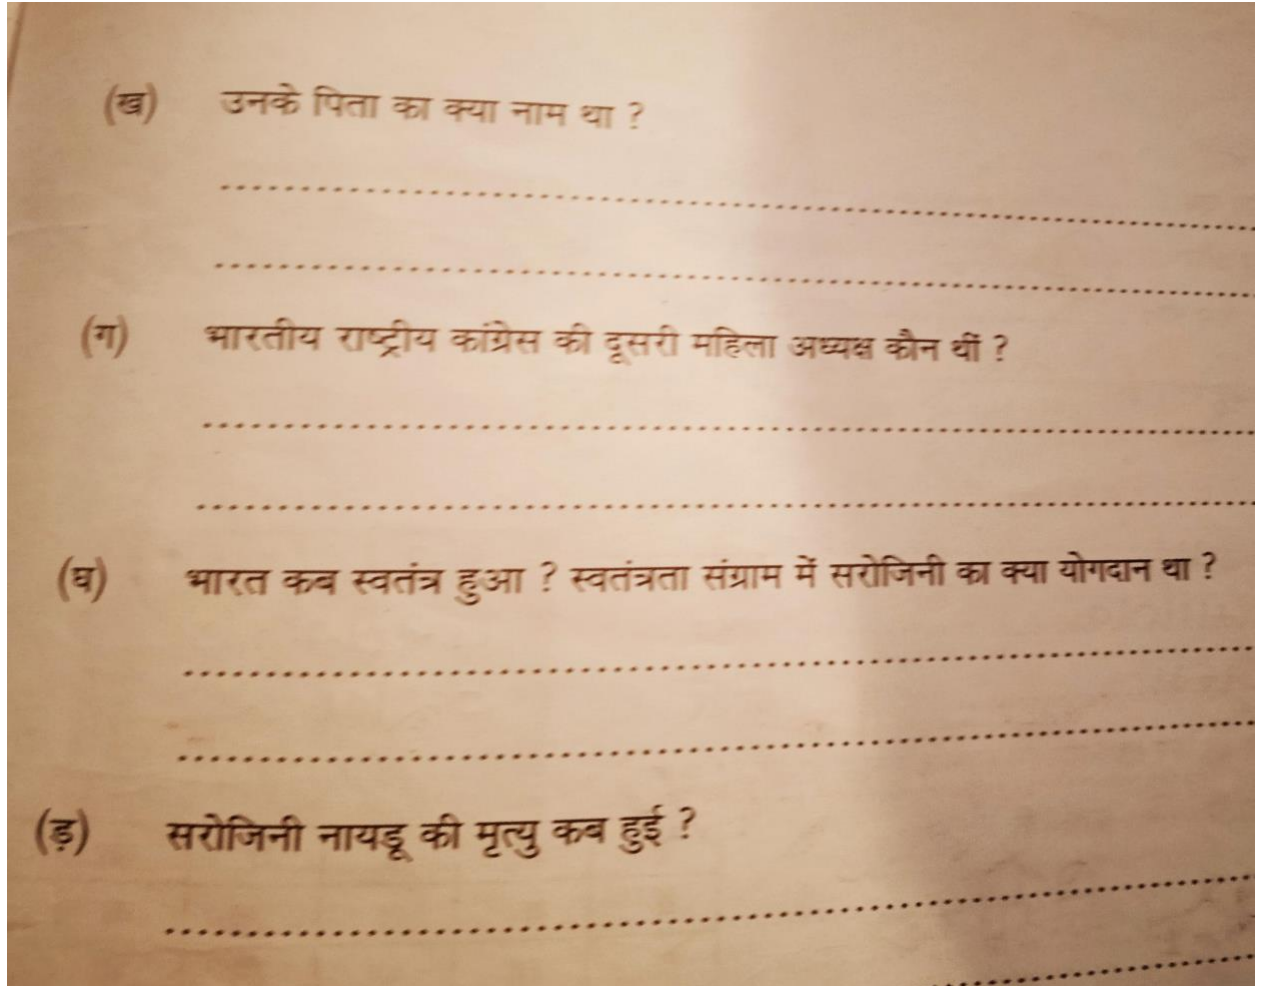 (ख) उनके पिता का क्या नाम था ?
(ग) भारतीय राष्ट्रीय कांग्रेस की दूसरी महिला अध्यक्ष कौन थीं ?
(घ) भारत कब स्वतंत्र हुआ ? स्वतंत्रता संग्राम में सरोजिनी का क्या योगदान था ?
(ड़) सरोजिनी नायडू की मृत्यु कब हुई ?